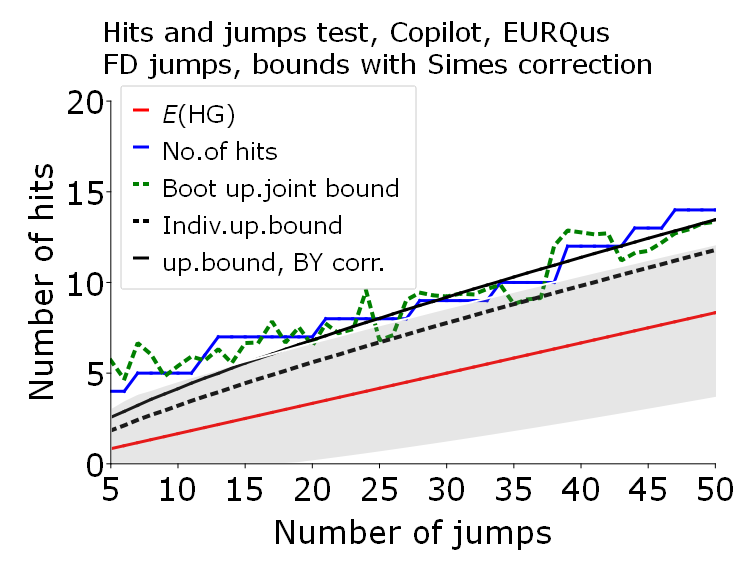 Hits and jumps test, Copilot, EURQus
FD jumps, bounds with Simes correction
E(HG)
No.of hits
Boot up.joint bound
Indiv.up.bound
up.bound, BY corr.
Number of hits
20
15
10
5
0
5 10 15 20 25 30 35 40 45 50
Number of jumps